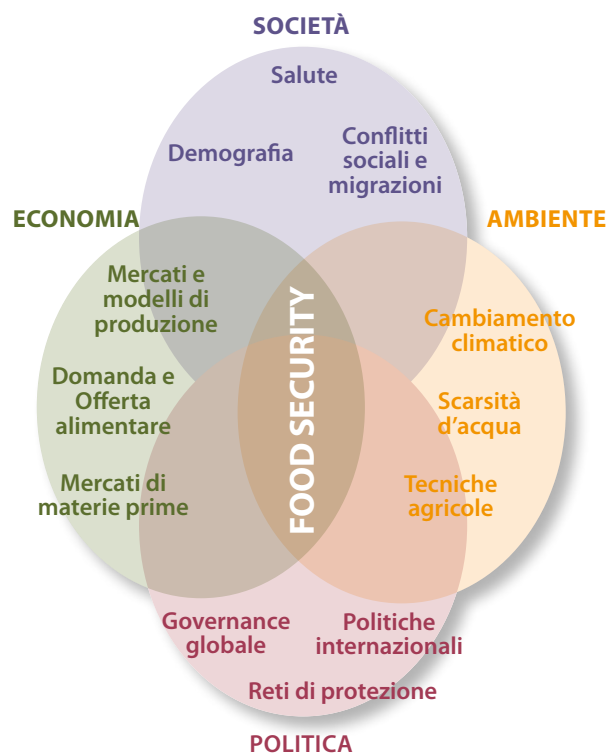 SOCIETÀ
Salute
Demografia
Conflitti
sociali e
migrazioni
ECONOMIA
AMBIENTE
Mercati e
modelli di
produzione
Domanda e
Offerta
alimentare
Mercati di
materie prime
FOOD SECURITY
Cambiamento
climatico
Scarsità
d'acqua
Tecniche
agricole
Governance
globale
Politiche
internazionali
Reti di protezione
POLITICA